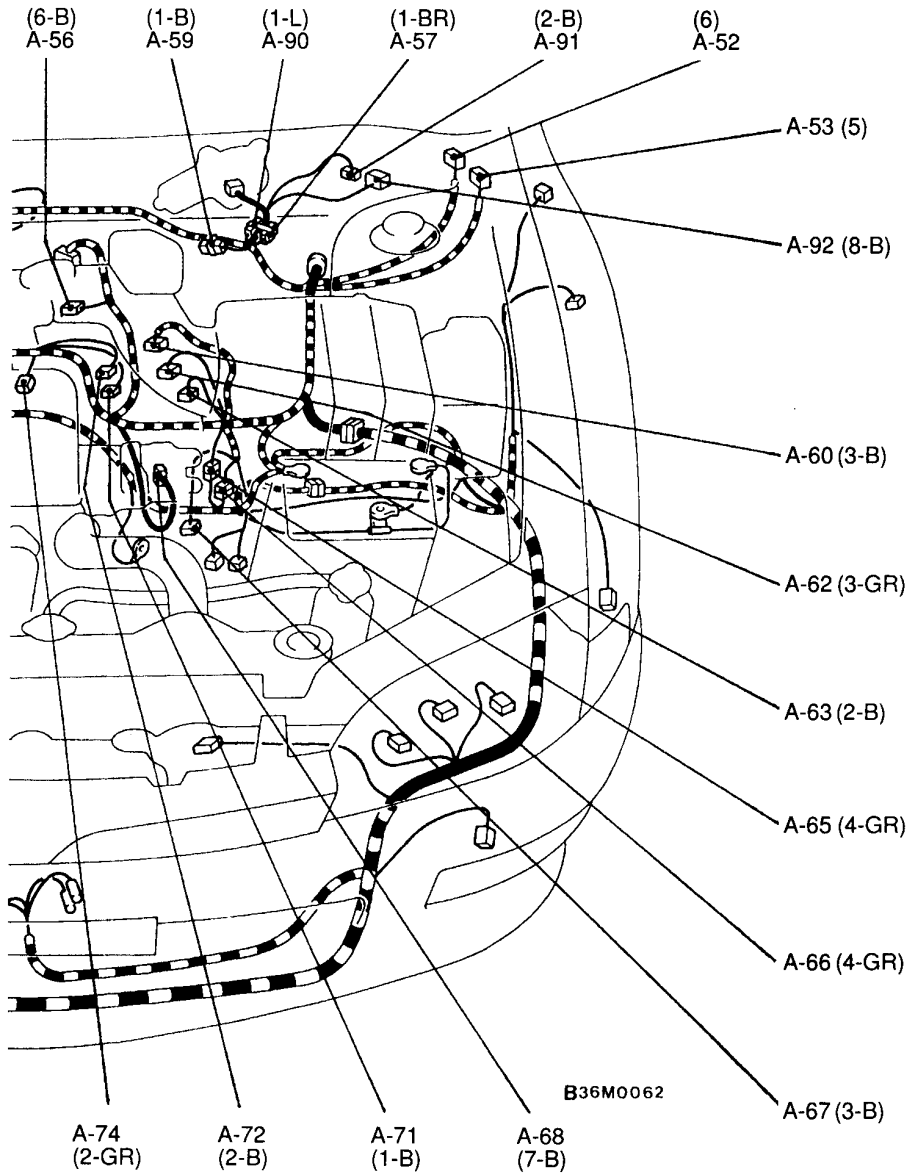 (6-B) (1-B) (1-L) (1-BR) (2-B) (6)
A-56 A-59 A-90 A-57 A-91 A-52
A-53 (5)
A-92 (8-B)
A-60 (3-B)
A-62 (3-GR)
A-63 (2-B)
A-65 (4-GR)
A-66 (4-GR)
B36M0062
A-67 (3-B)
A-74 A-72 A-71 A-68
(2-GR) (2-B) (1-B) (7-B)